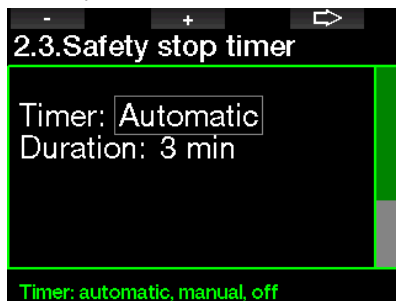 - + ⇨
2.3.Safety stop timer
Timer: Automatic
Duration: 3 min
Timer: automatic, manual, off